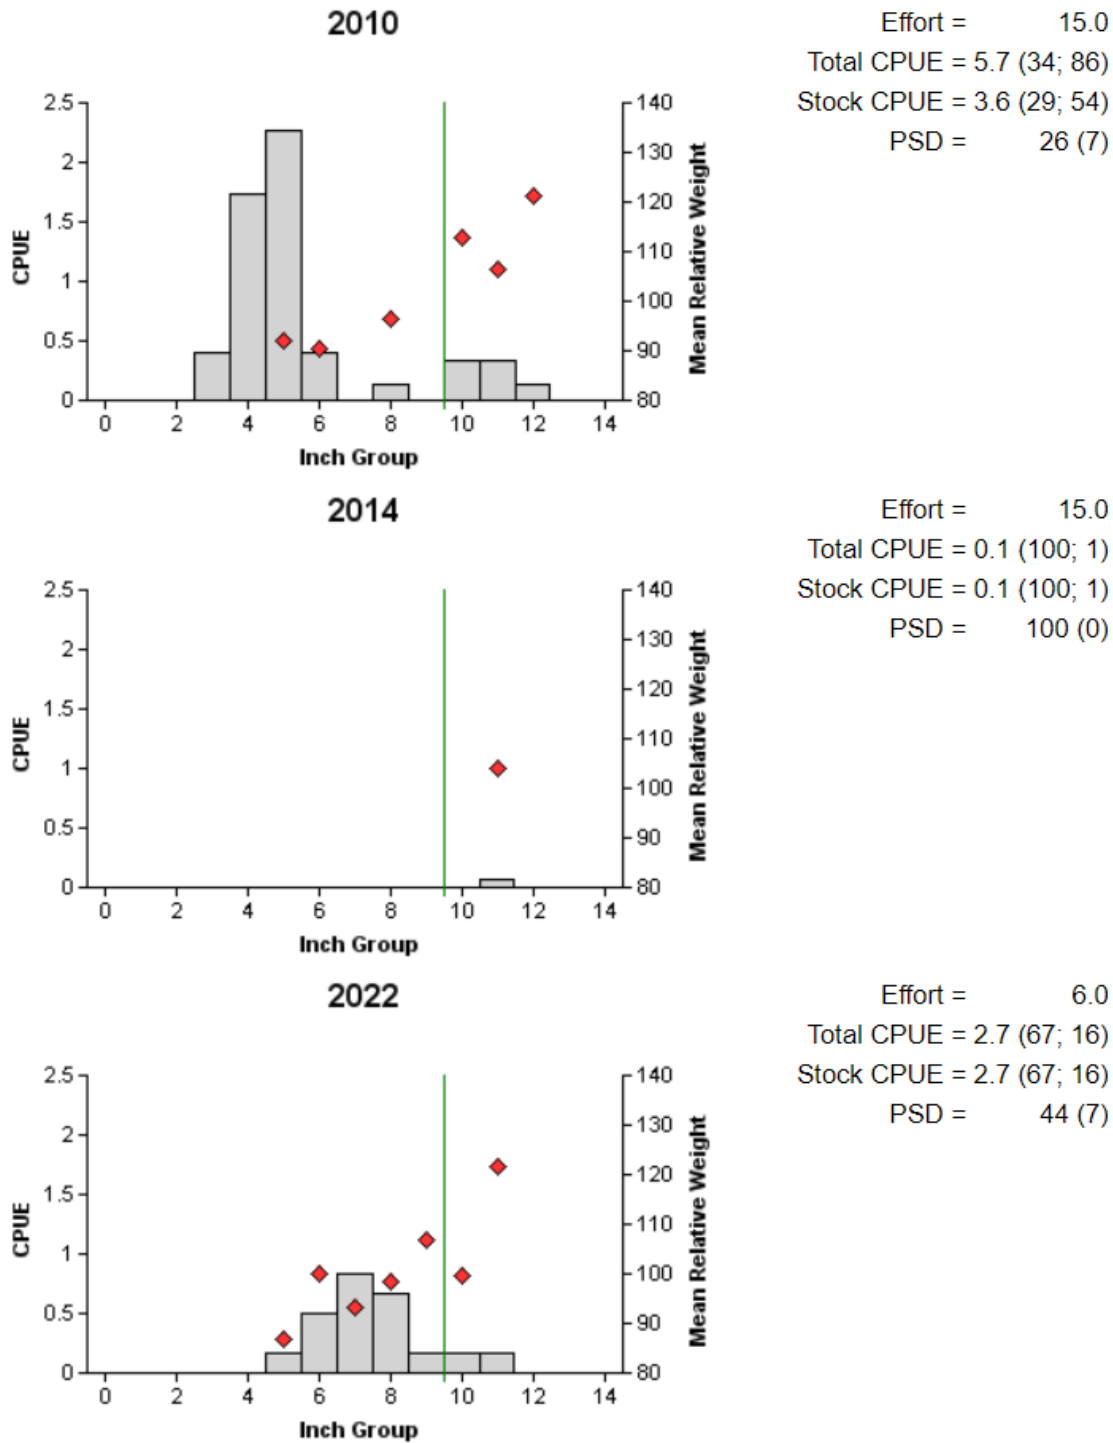 2010
Effort = 15.0
Total CPUE = 5.7 (34; 86)
Stock CPUE = 3.6 (29; 54)
PSD = 26 (7)
2.5
2
1.5
1
0.5
0
CPUE
140
130
120
110
100
90
80
Mean Relative Weight
0 2 4 6 8 10 12 14
Inch Group
2014
Effort = 15.0
Total CPUE = 0.1 (100; 1)
Stock CPUE = 0.1 (100; 1)
PSD = 100 (0)
2.5
2
1.5
1
0.5
0
CPUE
140
130
120
110
100
90
80
Mean Relative Weight
0 2 4 6 8 10 12 14
Inch Group
2022
Effort = 6.0
Total CPUE = 2.7 (67; 16)
Stock CPUE = 2.7 (67; 16)
PSD = 44 (7)
2.5
2
1.5
1
0.5
0
CPUE
140
130
120
110
100
90
80
Mean Relative Weight
0 2 4 6 8 10 12 14
Inch Group